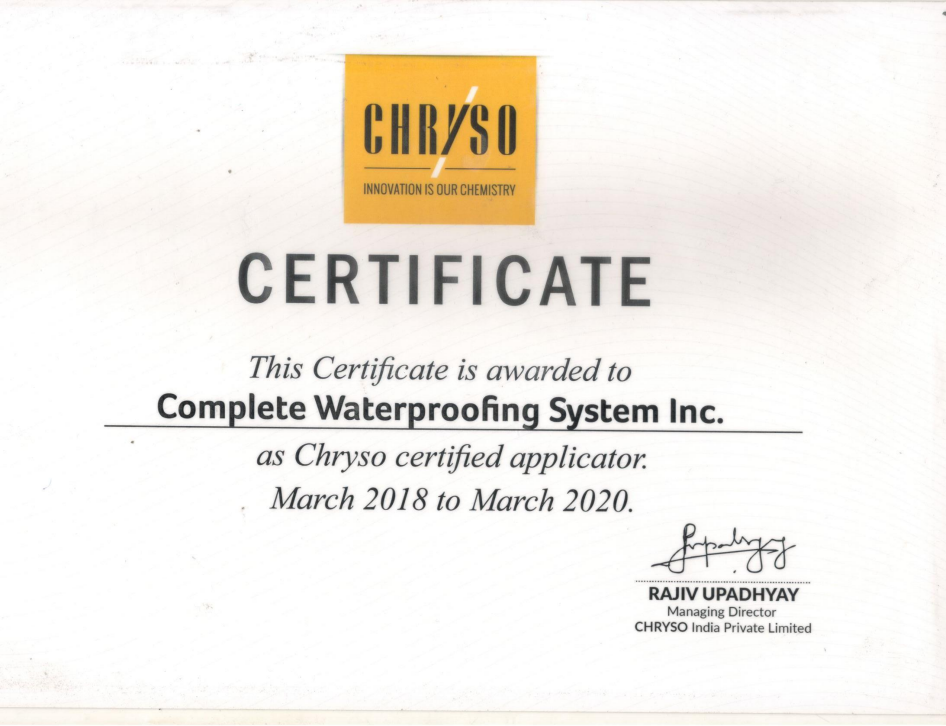 CHRYSO
INNOVATION IS OUR CHEMISTRY
CERTIFICATE
This Certificate is awarded to
Complete Waterproofing System Inc.
as Chryso certified applicator.
March 2018 to March 2020.
RAJIV UPADHYAY
Managing Director
CHRYSO India Private Limited